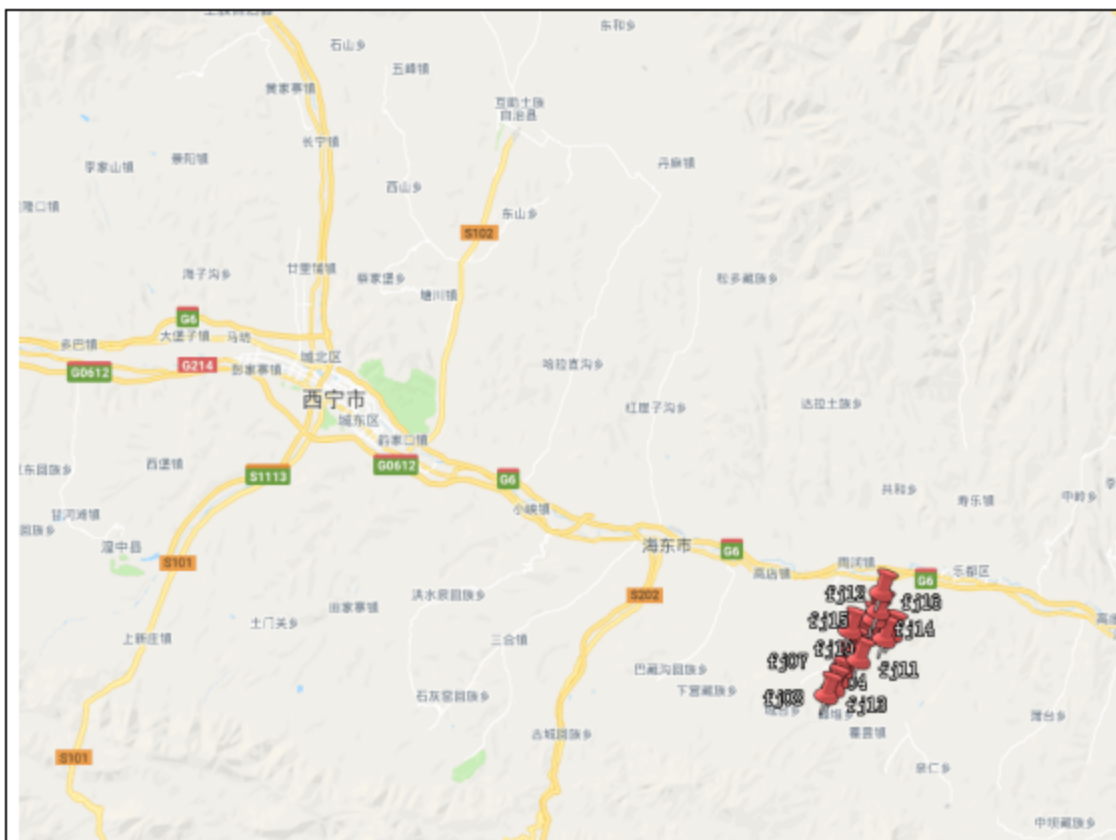 东和乡
石山乡
五峰镇
黄家寨镇
互助土族
自治县
长宁镇
景阳镇
李家山镇
丹麻镇
西山乡
东山乡
S102
廿里铺镇
海子沟乡
蔡家堡乡
松多藏族乡
塘川镇
G6
大堡子镇
马坊
多巴镇
城北区
G214
G0612
彭家寨镇
哈拉直沟乡
西宁市
红崖子沟乡
达拉土族乡
城东区
韵家口镇
西堡镇
G0612
S1113
G6
共和乡
寿乐镇
中岭乡
小峡镇
甘河滩镇
湟中县
海东市
G6
S101
高店镇
G6
乐都区
fj12
fj18
S202
洪水泉回族乡
田家寨镇
土门关乡
fj15
fj14
上新庄镇
三合镇
fj07
巴藏沟回族乡
fj11
下营藏族乡
石灰窑回族乡
fj13
瞿昙镇
古城回族乡
S101
亲仁乡
中坝藏族乡